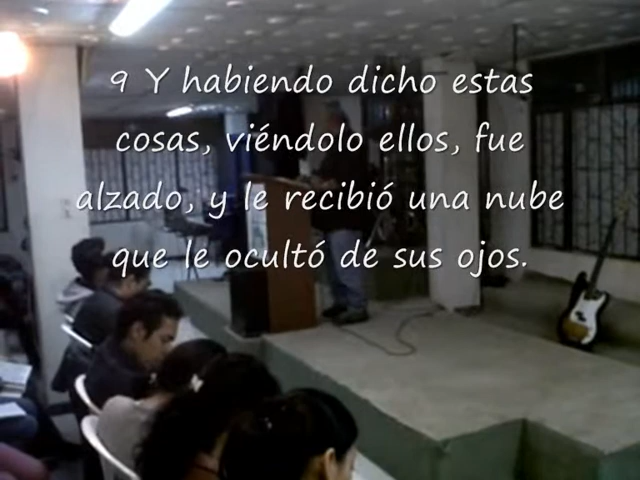 9 Y habiendo dicho estas
cosas, viéndolo ellos, fue
alzado, y le recibió una nube
que le ocultó de sus ojos.